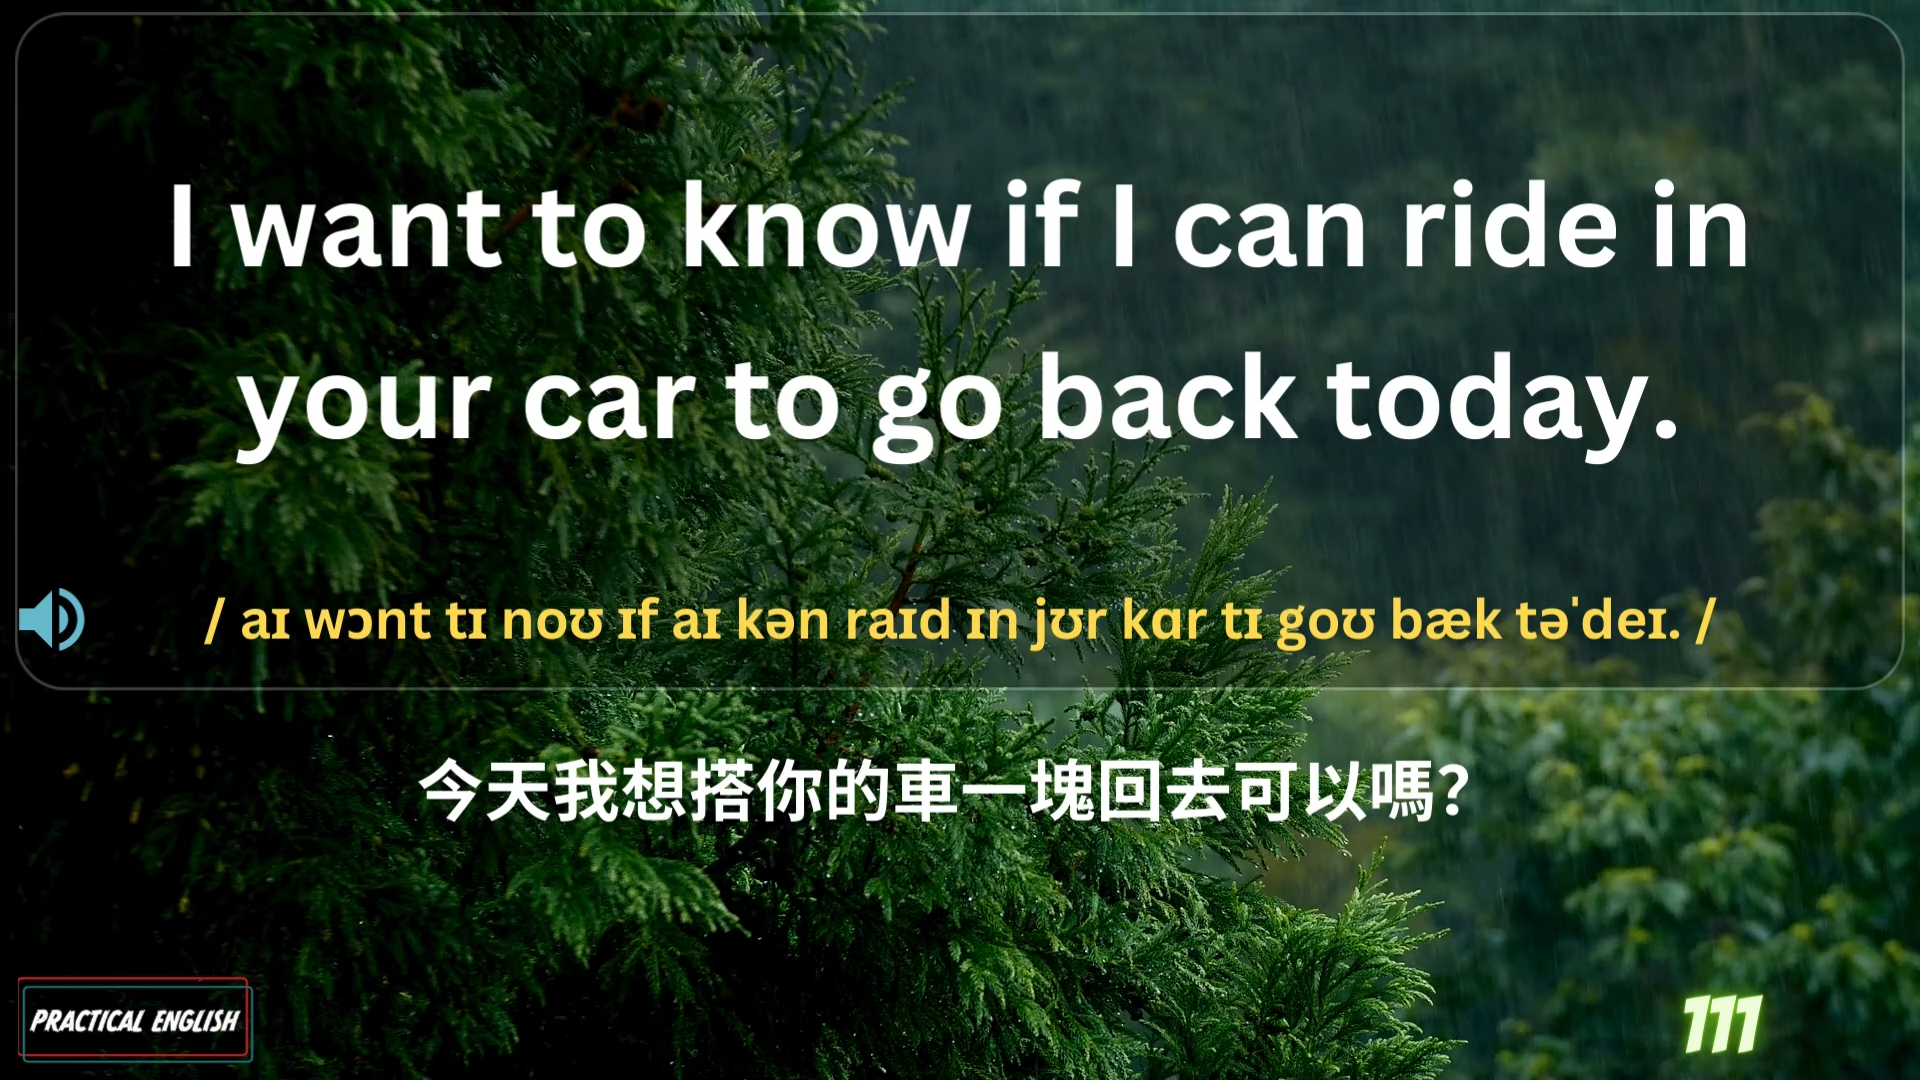 I want to know if I can ride in
your car to go back today.
/ aɪ wɔnt tɪ noʊ ɪf aɪ kən raɪd ɪn jʊr kɑr tɪ goʊ bæk təˈdeɪ. /
今天我想搭你的車一塊回去可以嗎?
PRACTICAL ENGLISH
111